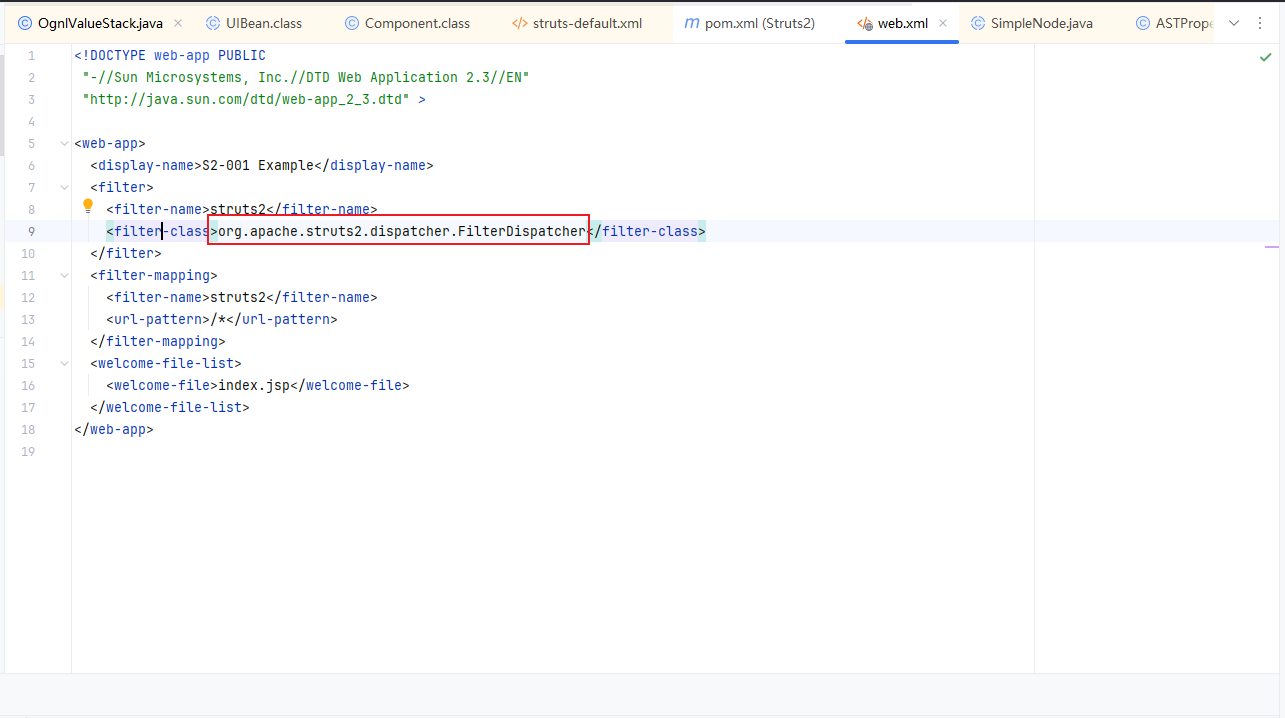 OgnlValueStack.java UIBean.class Component.class struts-default.xml pom.xml (Struts2) web.xml SimpleNode.java ASTPrope
1 <!DOCTYPE web-app PUBLIC
2 "-//Sun Microsystems, Inc.//DTD Web Application 2.3//EN"
3 "http://java.sun.com/dtd/web-app_2_3.dtd" >
4
5 <web-app>
6 <display-name>S2-001 Example</display-name>
7 <filter>
8 <filter-name>struts2</filter-name>
9 <filter-class>org.apache.struts2.dispatcher.FilterDispatcher</filter-class>
10 </filter>
11 <filter-mapping>
12 <filter-name>struts2</filter-name>
13 <url-pattern>/*</url-pattern>
14 </filter-mapping>
15 <welcome-file-list>
16 <welcome-file>index.jsp</welcome-file>
17 </welcome-file-list>
18 </web-app>
19